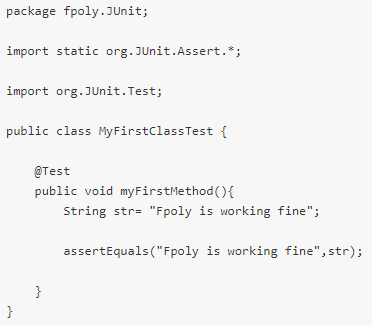 package fpoly.JUnit;
import static org.JUnit.Assert.*;
import org.JUnit.Test;
public class MyFirstClassTest {
@Test
public void myFirstMethod(){
String str= "Fpoly is working fine";
assertEquals("Fpoly is working fine",str);
}
}